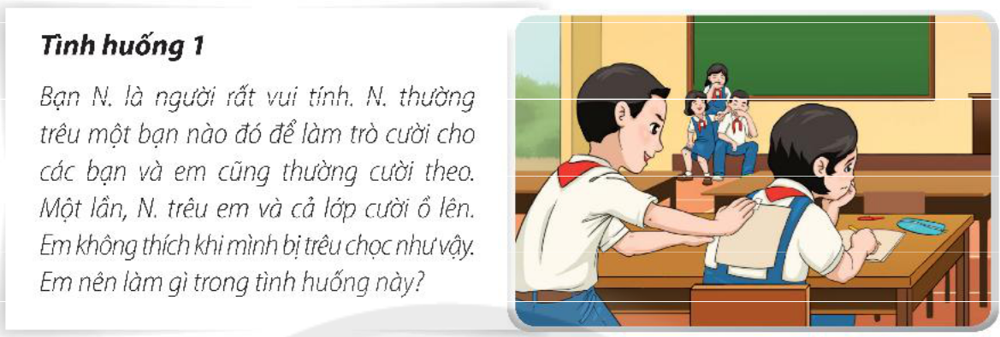 Tình huống 1
Bạn N. là người rất vui tính. N. thường
trêu một bạn nào đó để làm trò cười cho
các bạn và em cũng thường cười theo.
Một lần, N. trêu em và cả lớp cười ồ lên.
Em không thích khi mình bị trêu chọc như vậy.
Em nên làm gì trong tình huống này?